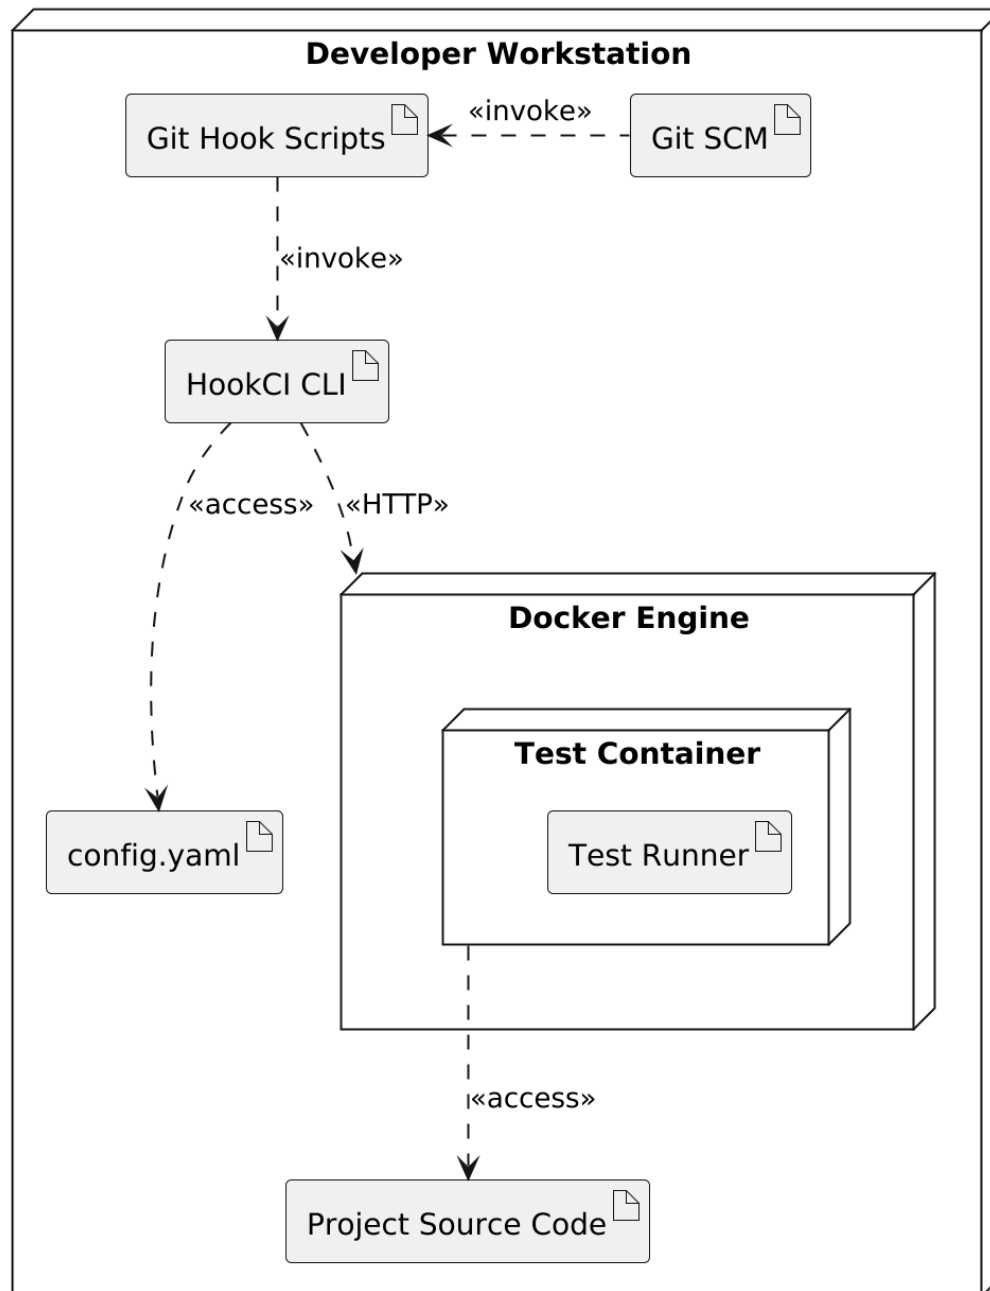 Developer Workstation
Git Hook Scripts
«invoke»
Git SCM
«invoke»
HookCI CLI
«access»
«HTTP»
Docker Engine
Test Container
config.yaml
Test Runner
«access»
Project Source Code